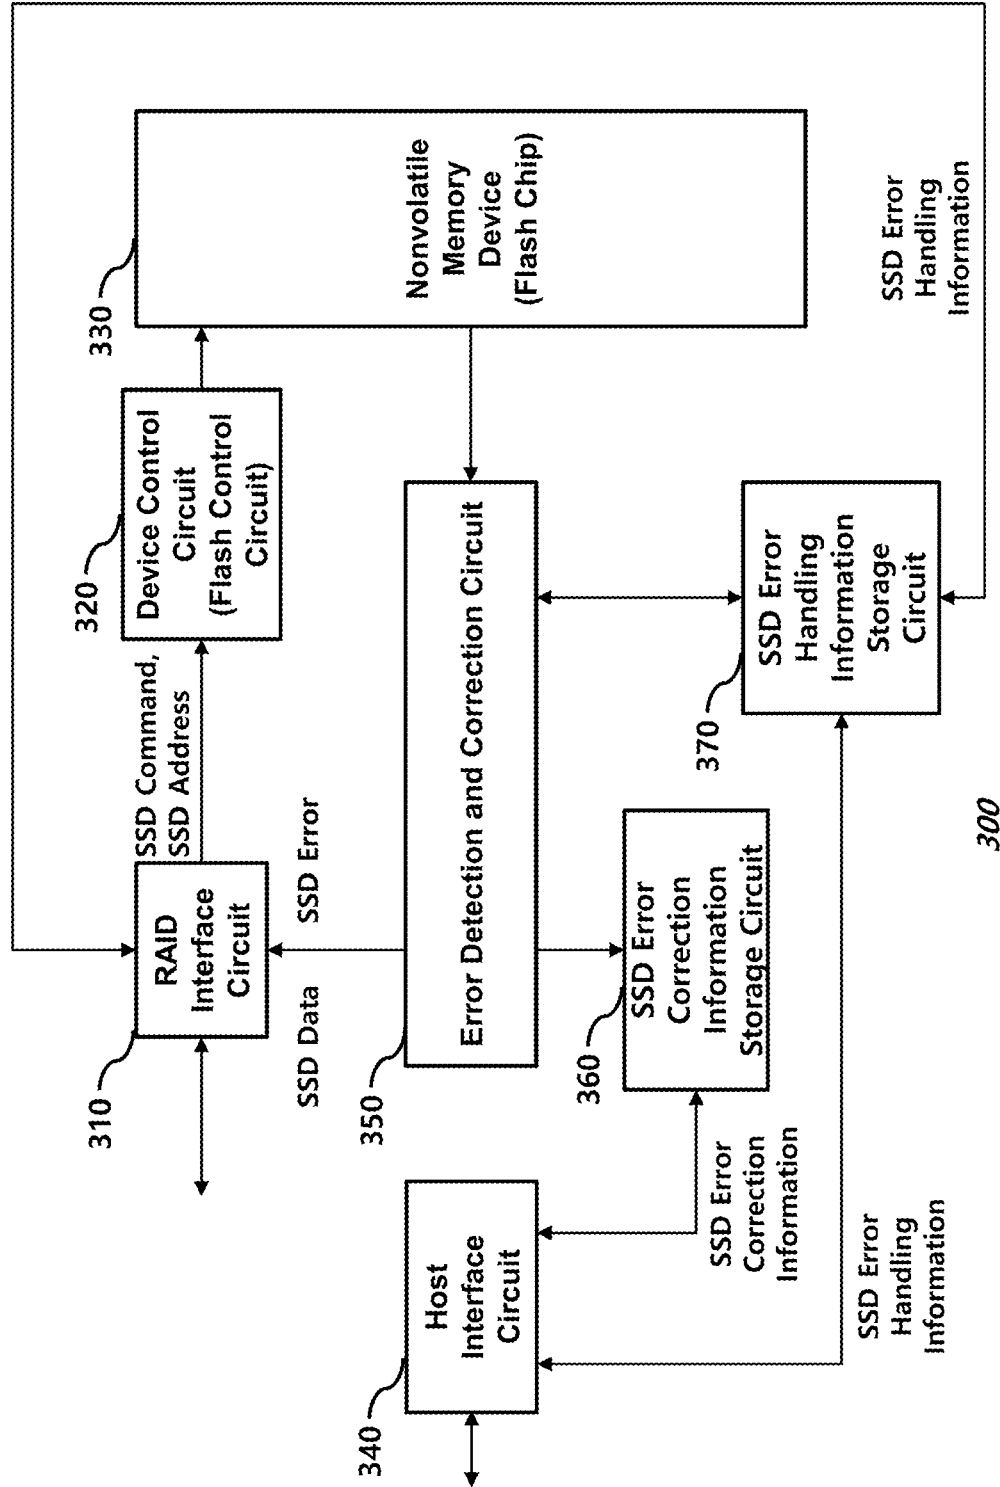 310
RAID
Interface
Circuit
SSD Command,
SSD Address
320
Device Control
Circuit
(Flash Control
Circuit)
330
Nonvolatile
Memory
Device
(Flash Chip)
SSD Data
SSD Error
340
Host
Interface
Circuit
350
Error Detection and Correction Circuit
360
SSD Error
Correction
Information
Storage Circuit
SSD Error
Correction
Information
370
SSD Error
Handling
Information
Storage
Circuit
SSD Error
Handling
Information
SSD Error
Handling
Information
300